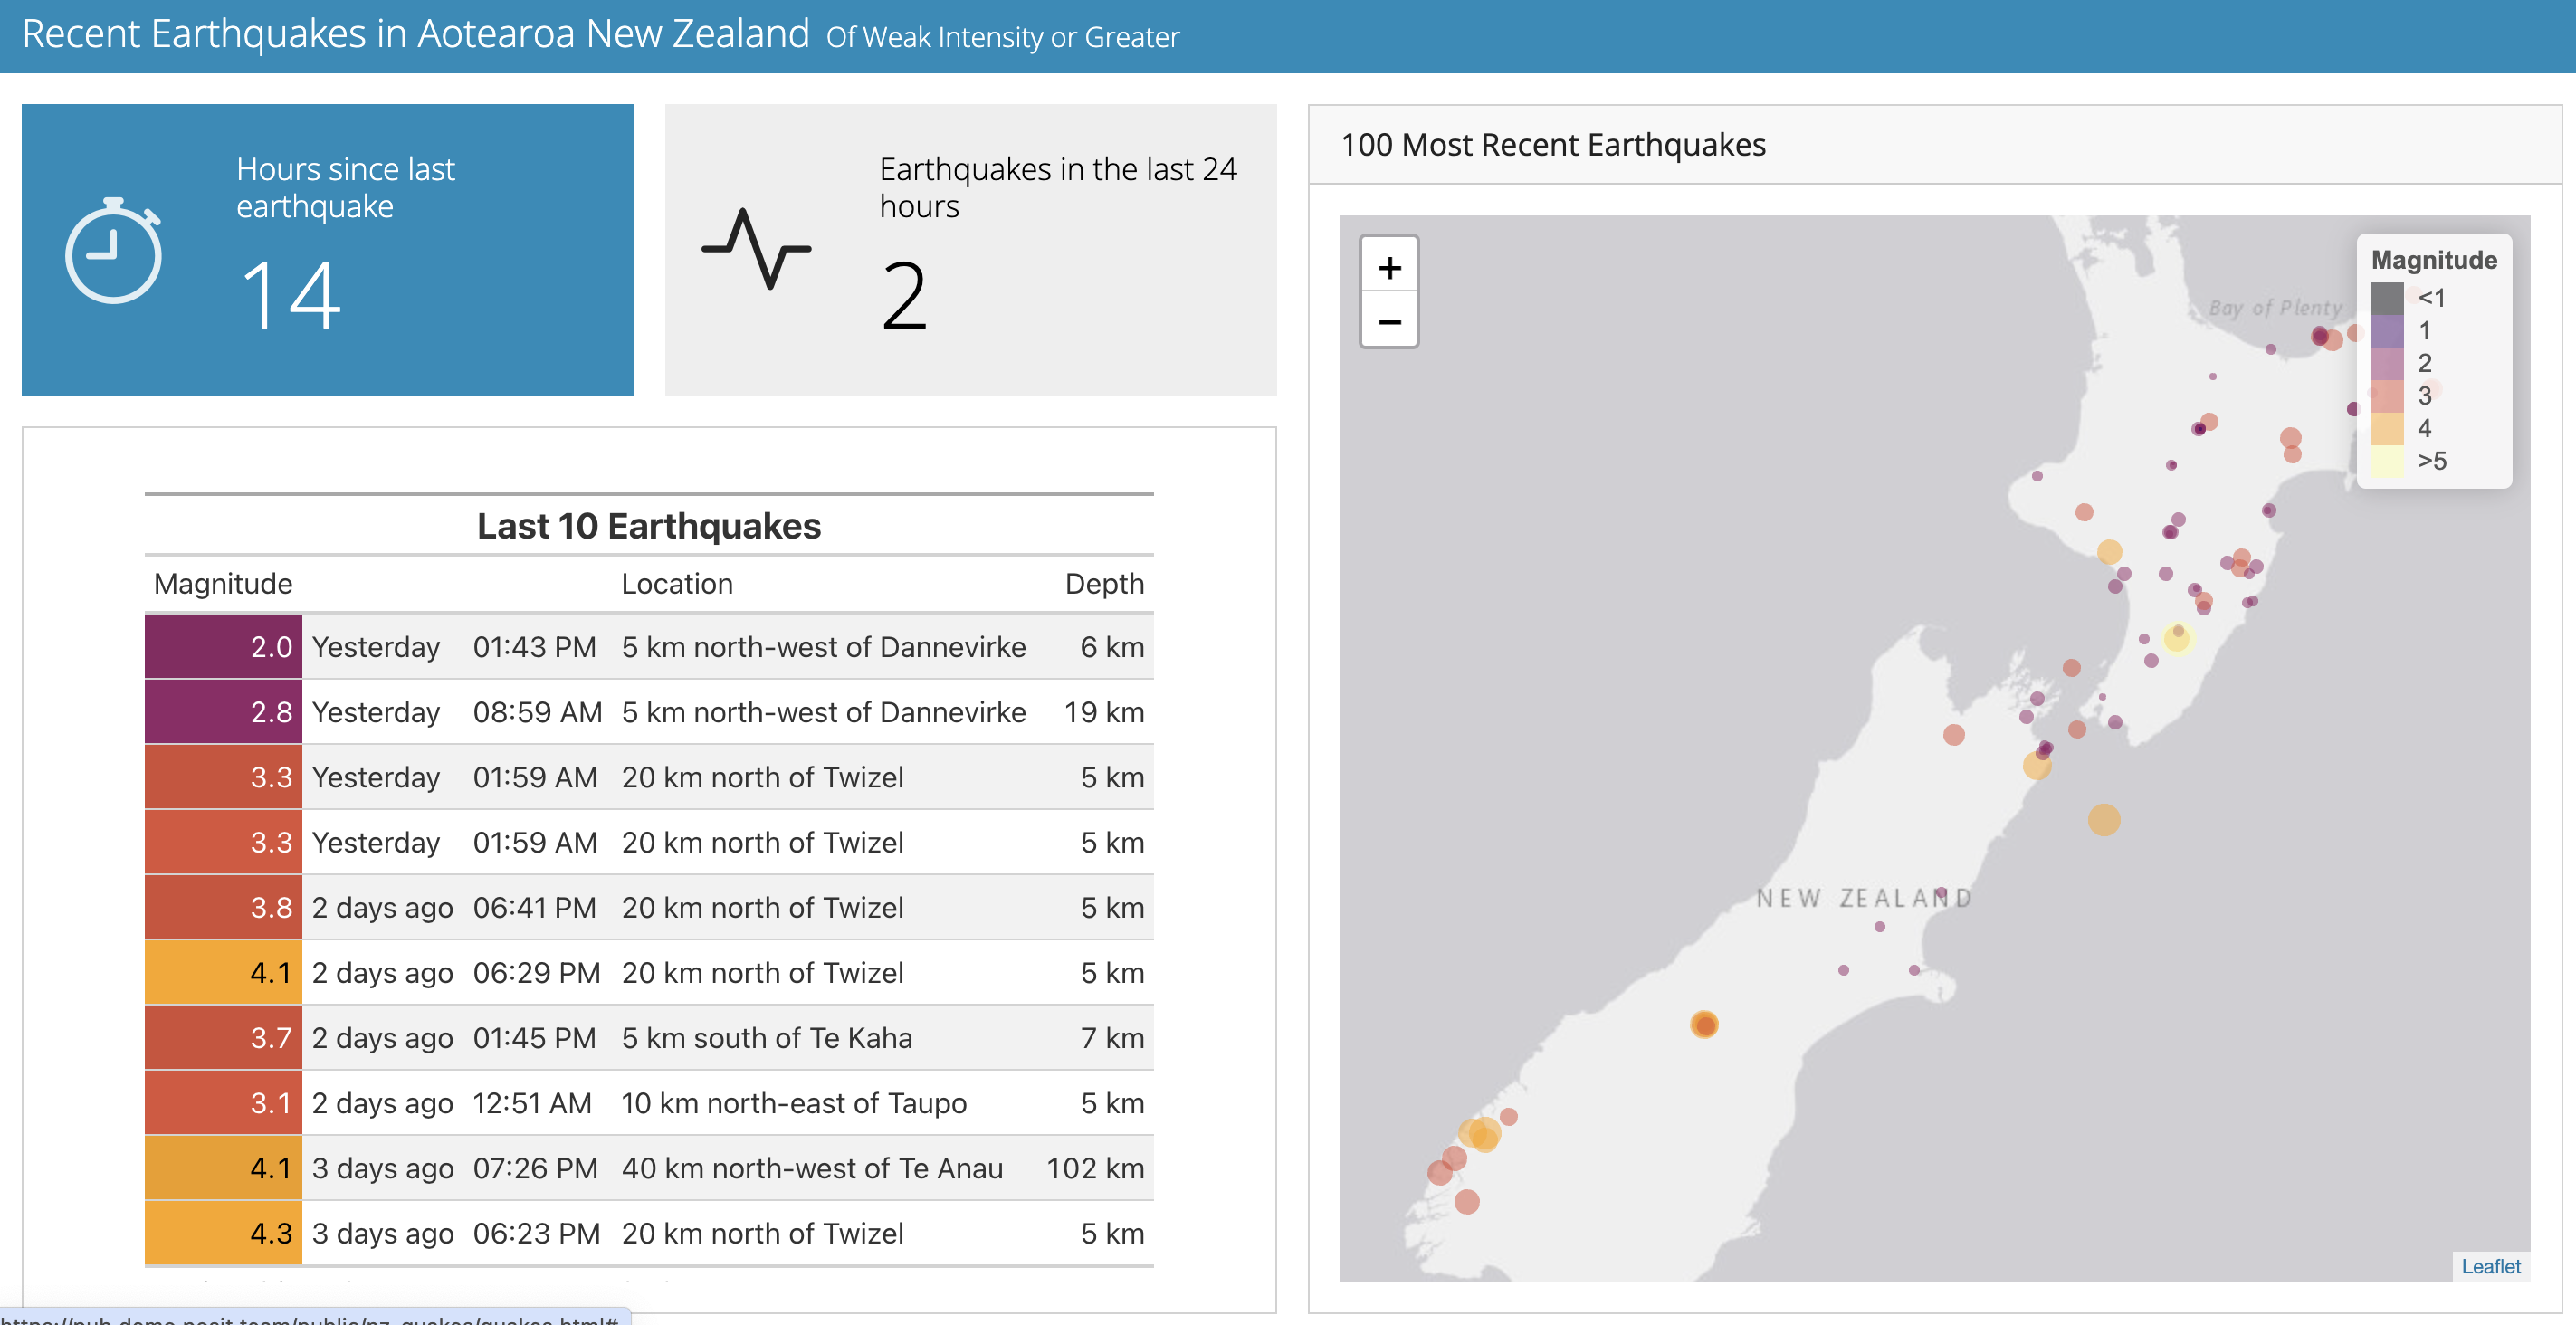 Recent Earthquakes in Aotearoa New Zealand Of Weak Intensity or Greater
Hours since last
earthquake
14
Earthquakes in the last 24
hours
2
Last 10 Earthquakes
Magnitude Location Depth
2.0 Yesterday 01:43 PM 5 km north-west of Dannevirke 6 km
2.8 Yesterday 08:59 AM 5 km north-west of Dannevirke 19 km
3.3 Yesterday 01:59 AM 20 km north of Twizel 5 km
3.3 Yesterday 01:59 AM 20 km north of Twizel 5 km
3.8 2 days ago 06:41 PM 20 km north of Twizel 5 km
4.1 2 days ago 06:29 PM 20 km north of Twizel 5 km
3.7 2 days ago 01:45 PM 5 km south of Te Kaha 7 km
3.1 2 days ago 12:51 AM 10 km north-east of Taupo 5 km
4.1 3 days ago 07:26 PM 40 km north-west of Te Anau 102 km
4.3 3 days ago 06:23 PM 20 km north of Twizel 5 km
100 Most Recent Earthquakes
+
−
Bay of Plenty
Magnitude
<1
1
2
3
4
>5
NEW ZEALAND
Leaflet